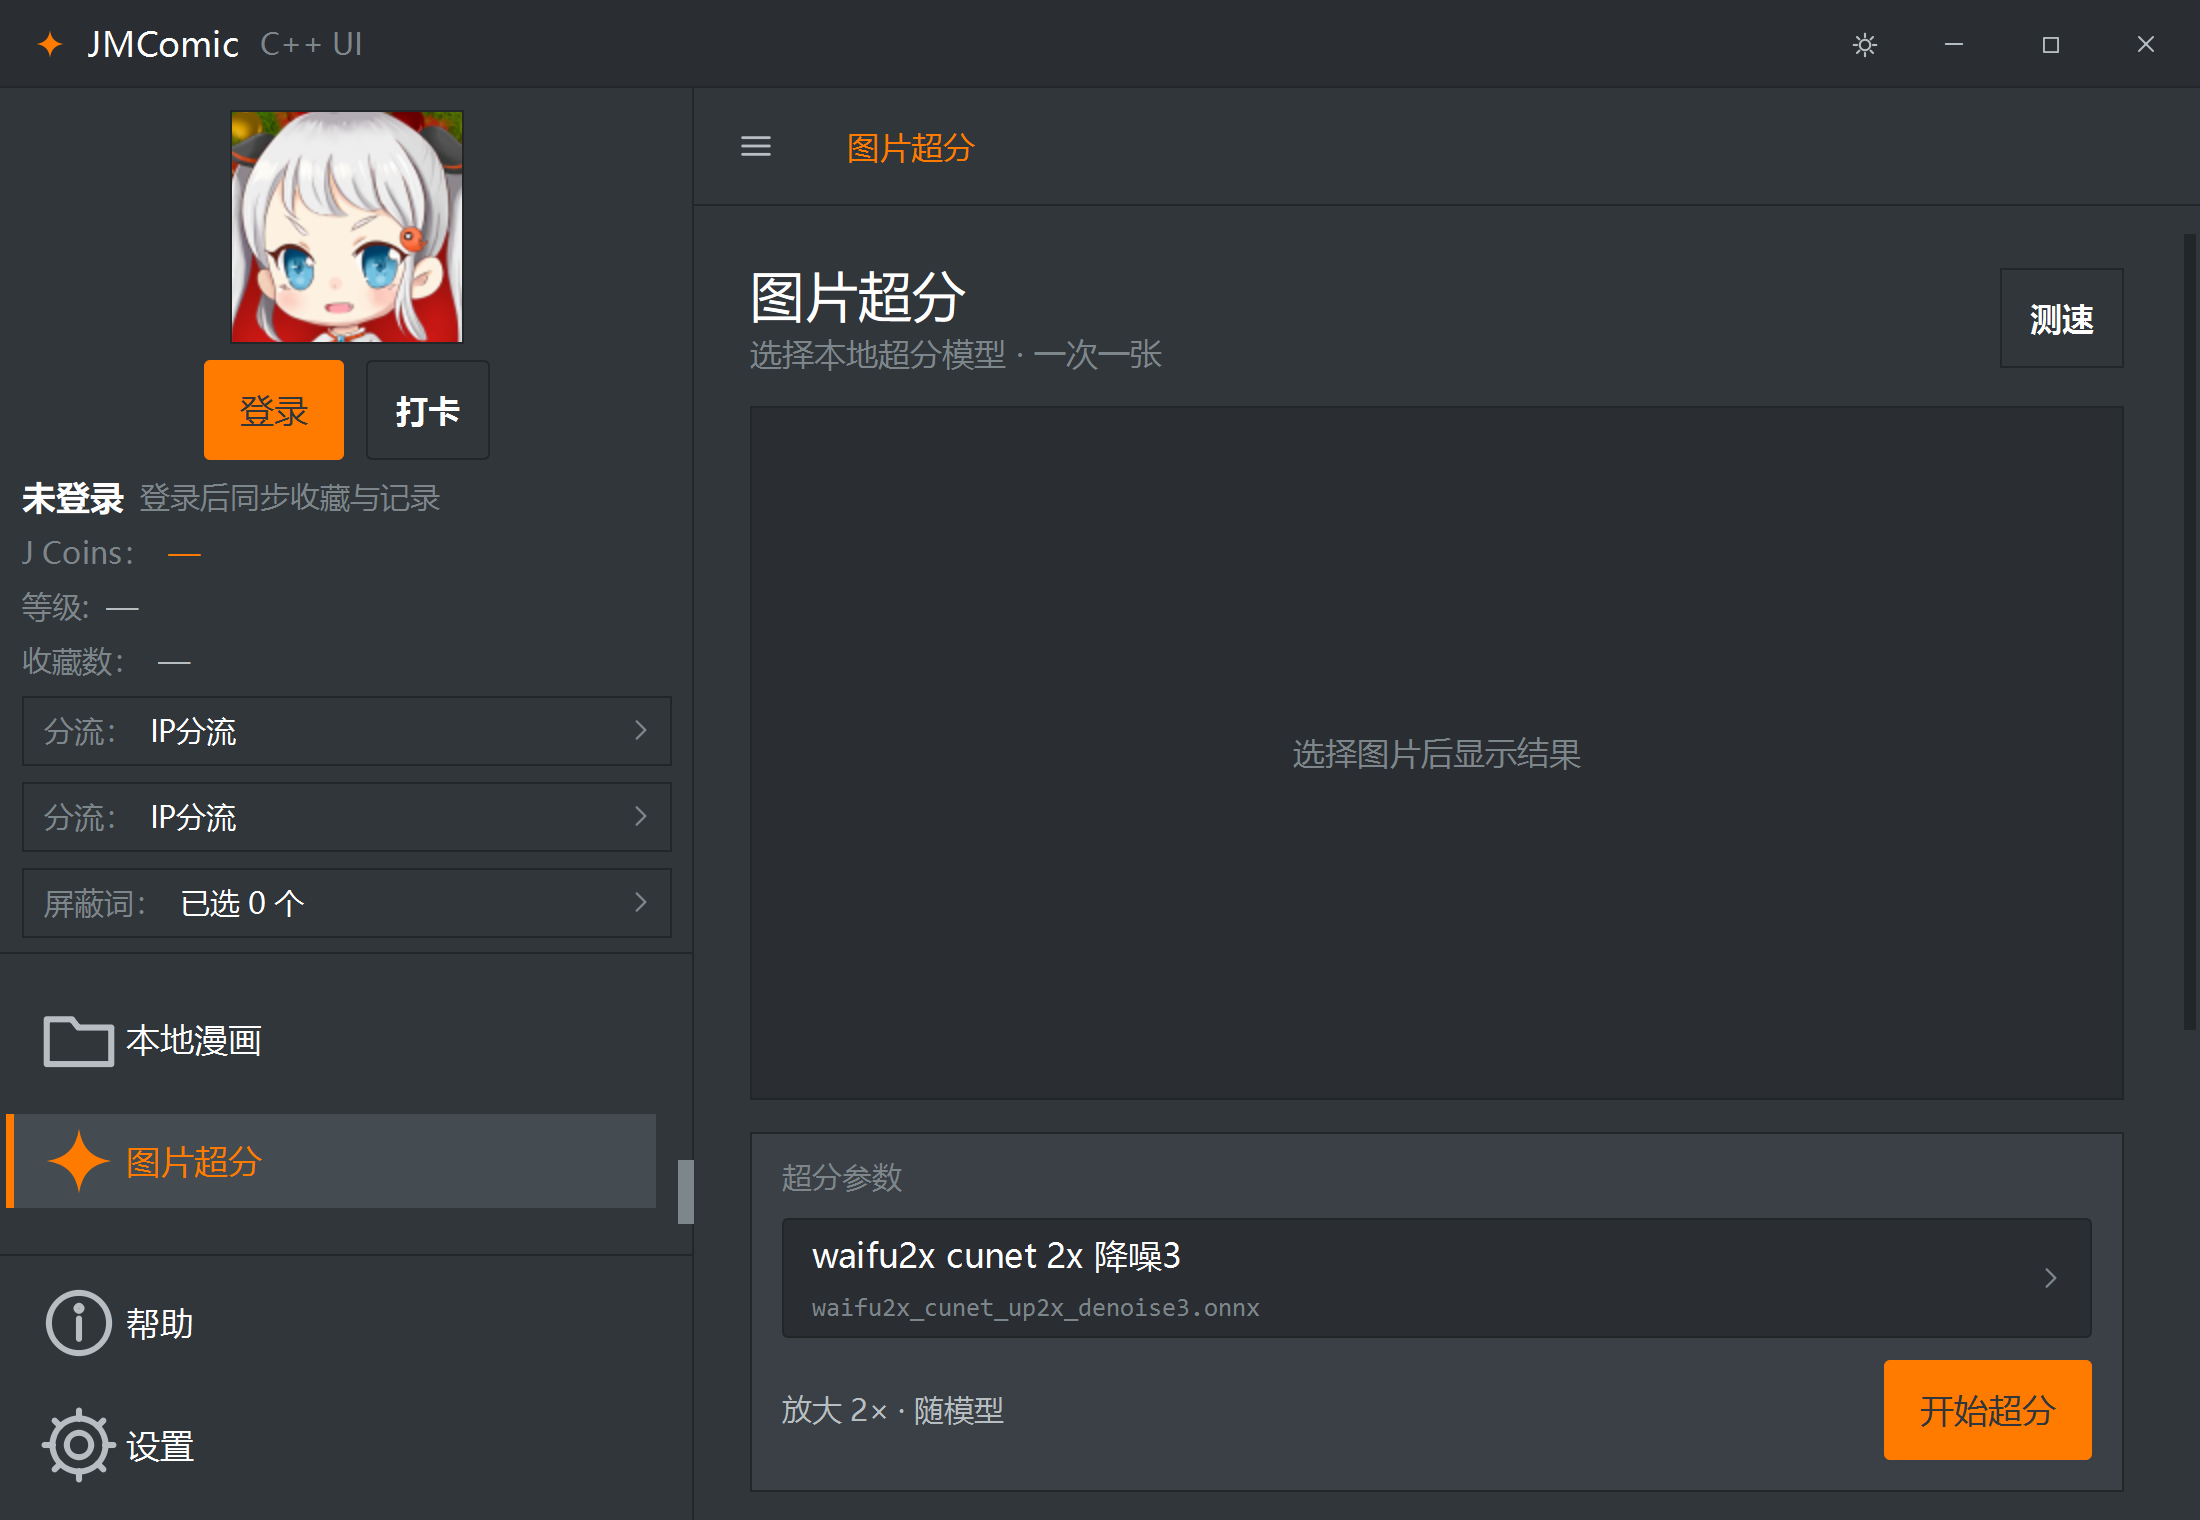 JMComic C++ UI
登录
打卡
未登录 登录后同步收藏与记录
J Coins： —
等级: —
收藏数： —
分流： IP分流
分流： IP分流
屏蔽词： 已选 0 个
本地漫画
图片超分
帮助
设置
图片超分
图片超分
选择本地超分模型 · 一次一张
测速
选择图片后显示结果
超分参数
waifu2x cunet 2x 降噪3
waifu2x_cunet_up2x_denoise3.onnx
放大 2× · 随模型
开始超分